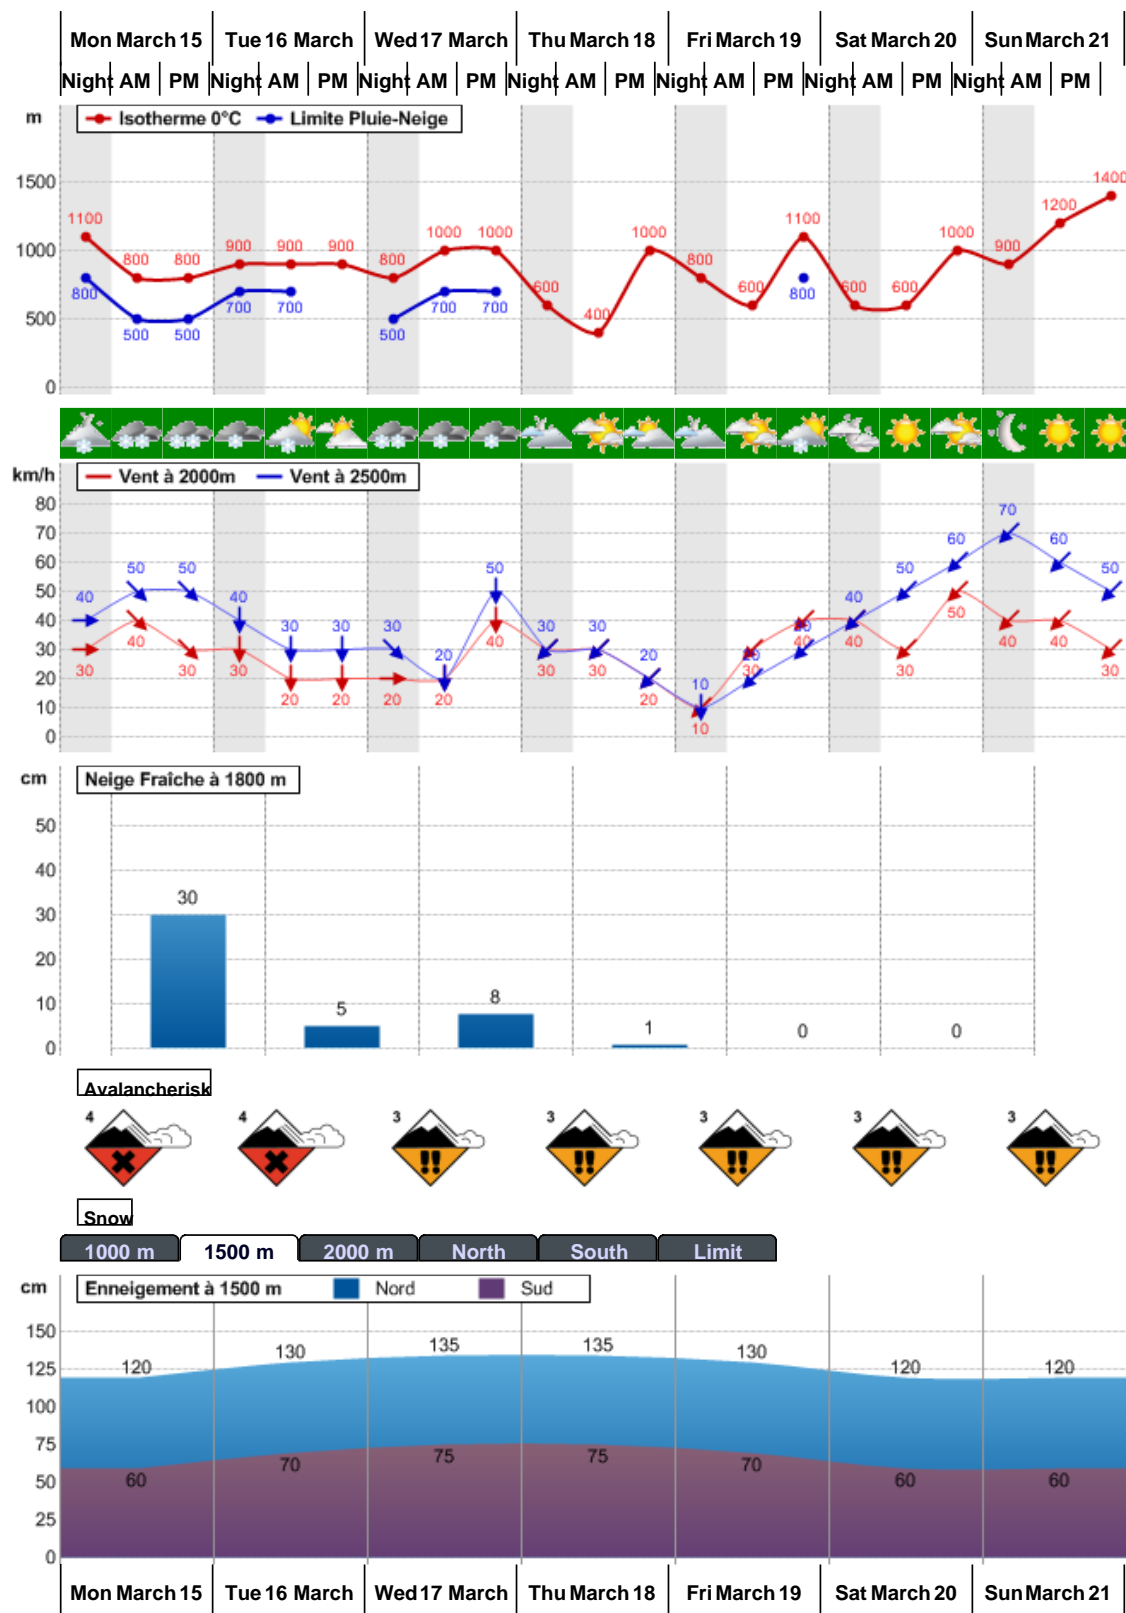 Mon March 15 Tue 16 March Wed 17 March Thu March 18 Fri March 19 Sat March 20 Sun March 21
Night AM PM Night AM PM Night AM PM Night AM PM Night AM PM Night AM PM Night AM PM
m Isotherme 0°C Limite Pluie-Neige
1500
1000
500
0
1100 800 800 900 900 900 800 1000 1000 600 400 1000 800 600 1100 600 600 1000 900 1200 1400
800 500 500 700 700 500 700 700 800
km/h Vent à 2000m Vent à 2500m
80
70
60
50
40
30
20
10
0
40 50 50 40 30 30 30 20 50 30 30 20 10 20 30 40 50 60 70 60 50
30 40 30 30 20 20 20 20 40 30 30 20 10 30 40 40 30 50 40 40 30
cm Neige Fraîche à 1800 m
50
40
30
20
10
0
30 5 8 1 0 0
Avalancherisk
4 4 3 3 3 3 3
Snow
1000 m 1500 m 2000 m North South Limit
cm Enneigement à 1500 m Nord Sud
150
125
100
75
50
25
0
120 130 135 135 130 120 120
60 70 75 75 70 60 60
Mon March 15 Tue 16 March Wed 17 March Thu March 18 Fri March 19 Sat March 20 Sun March 21